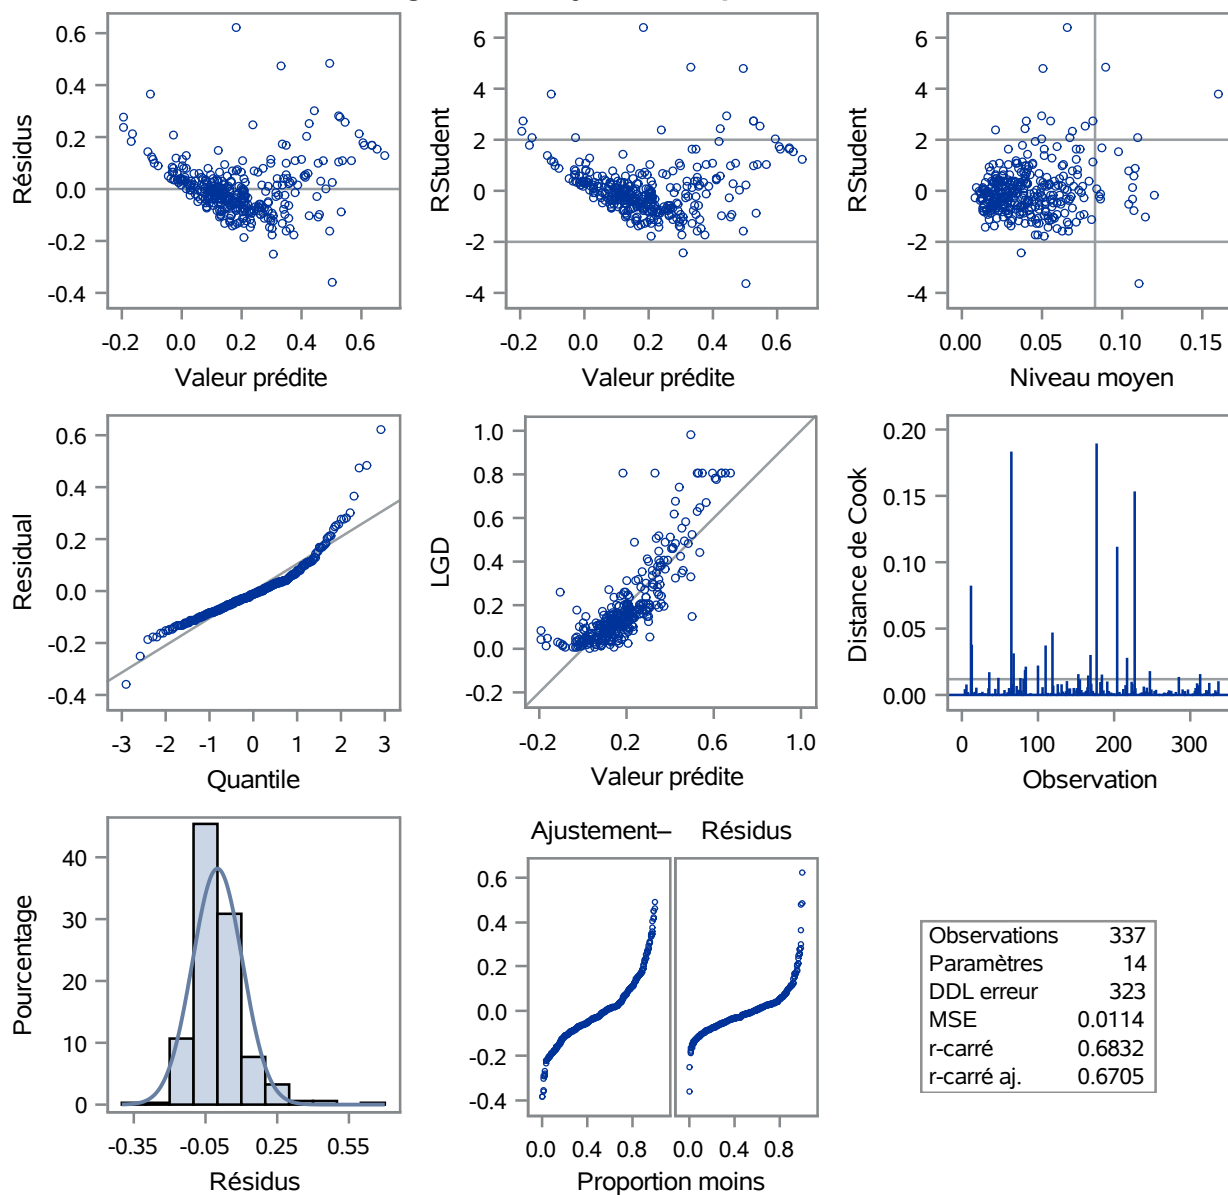 Résidus
0.6
0.4
0.2
0.0
-0.2
-0.4
-0.2 0.0 0.2 0.4 0.6
Valeur prédite
RStudent
6
4
2
0
-2
-4
-0.2 0.0 0.2 0.4 0.6
Valeur prédite
RStudent
6
4
2
0
-2
-4
0.00 0.05 0.10 0.15
Niveau moyen
Residual
0.6
0.4
0.2
0.0
-0.2
-0.4
-3 -2 -1 0 1 2 3
Quantile
LGD
1.0
0.8
0.6
0.4
0.2
0.0
-0.2
-0.2 0.2 0.6 1.0
Valeur prédite
Distance de Cook
0.20
0.15
0.10
0.05
0.00
0 100 200 300
Observation
Pourcentage
40
30
20
10
0
-0.35 -0.05 0.25 0.55
Résidus
Ajustement– Résidus
0.6
0.4
0.2
0.0
-0.2
-0.4
0.0 0.4 0.8 0.0 0.4 0.8
Proportion moins
Observations 337
Paramètres 14
DDL erreur 323
MSE 0.0114
r-carré 0.6832
r-carré aj. 0.6705